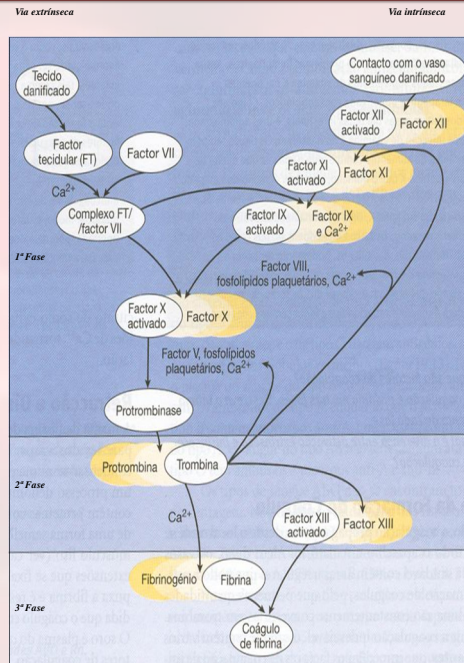 Via extrínseca
Via intrínseca
Tecido
danificado
Contacto com o vaso
sanguíneo danificado
Factor XII
activado
Factor XII
Factor
tecidular (FT)
Factor VII
Factor XI
activado
Factor XI
Ca²⁺
Complexo FT/
/factor VII
Factor IX
activado
Factor IX
e Ca²⁺
1ª Fase
Factor VIII,
fosfolípidos plaquetários, Ca²⁺
Factor X
activado
Factor X
Factor V, fosfolípidos
plaquetários, Ca²⁺
Protrombinase
Protrombina
Trombina
2ª Fase
Ca²⁺
Factor XIII
activado
Factor XIII
Fibrinogénio
Fibrina
3ª Fase
Coágulo
de fibrina